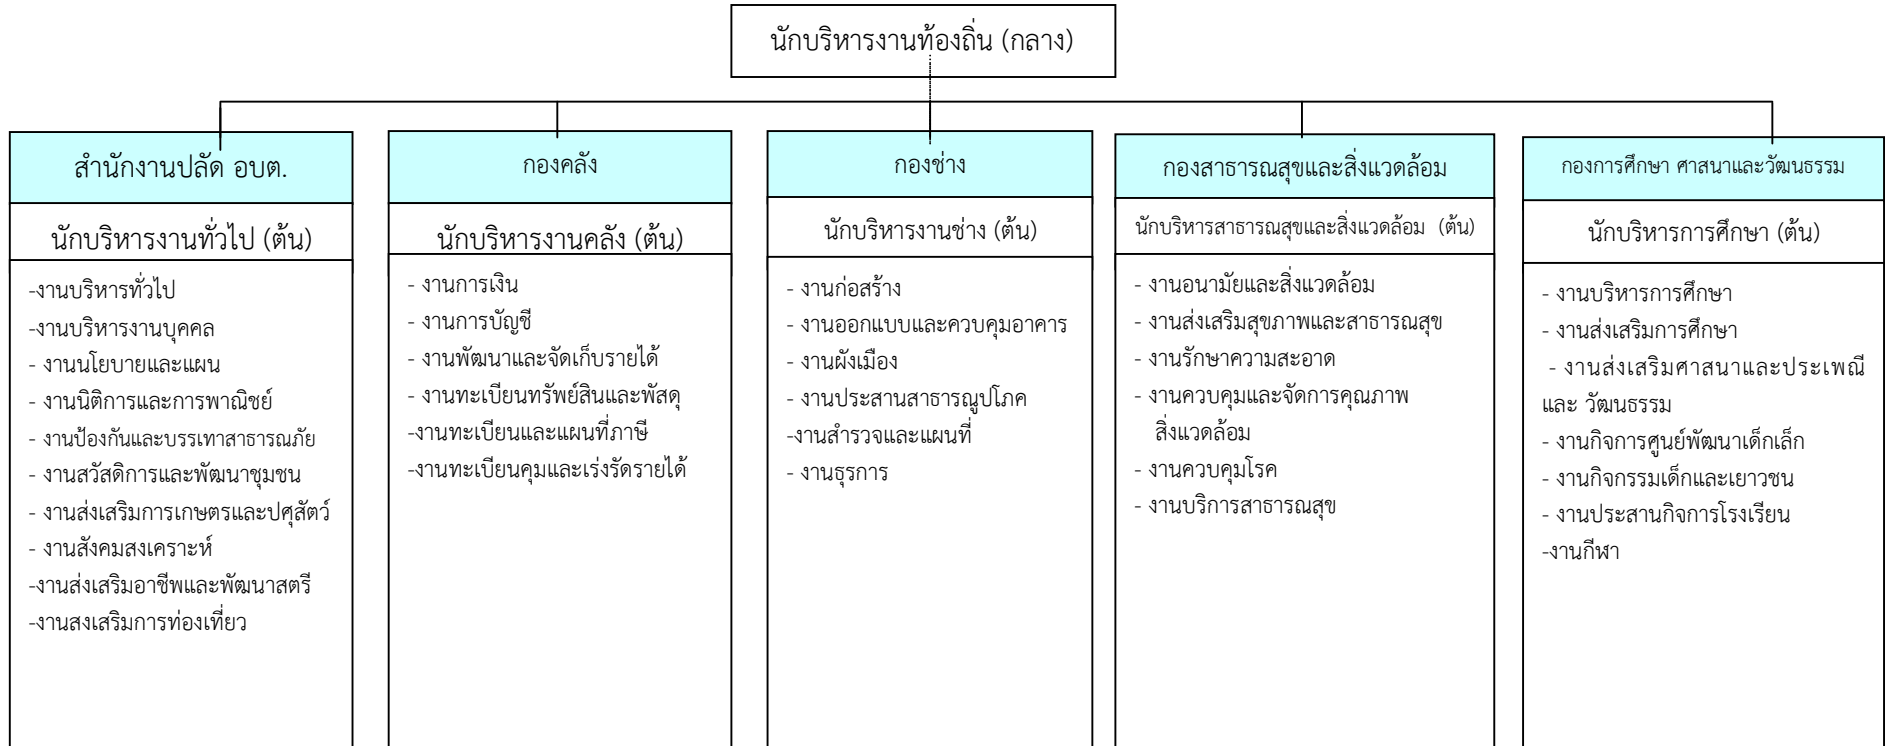 นักบริหารงานท้องถิ่น (กลาง)
สำนักงานปลัด อบต.
นักบริหารงานทั่วไป (ต้น)
-งานบริหารทั่วไป
-งานบริหารงานบุคคล
- งานนโยบายและแผน
- งานนิติการและการพาณิชย์
- งานป้องกันและบรรเทาสาธารณภัย
- งานสวัสดิการและพัฒนาชุมชน
- งานส่งเสริมการเกษตรและปศุสัตว์
- งานสังคมสงเคราะห์
-งานส่งเสริมอาชีพและพัฒนาสตรี
-งานสงเสริมการท่องเที่ยว
กองคลัง
นักบริหารงานคลัง (ต้น)
- งานการเงิน
- งานการบัญชี
- งานพัฒนาและจัดเก็บรายได้
- งานทะเบียนทรัพย์สินและพัสดุ
-งานทะเบียนและแผนที่ภาษี
-งานทะเบียนคุมและเร่งรัดรายได้
กองช่าง
นักบริหารงานช่าง (ต้น)
- งานก่อสร้าง
- งานออกแบบและควบคุมอาคาร
- งานผังเมือง
- งานประสานสาธารณูปโภค
-งานสำรวจและแผนที่
- งานธุรการ
กองสาธารณสุขและสิ่งแวดล้อม
นักบริหารสาธารณสุขและสิ่งแวดล้อม (ต้น)
- งานอนามัยและสิ่งแวดล้อม
- งานส่งเสริมสุขภาพและสาธารณสุข
- งานรักษาความสะอาด
- งานควบคุมและจัดการคุณภาพ
สิ่งแวดล้อม
- งานควบคุมโรค
- งานบริการสาธารณสุข
กองการศึกษา ศาสนาและวัฒนธรรม
นักบริหารการศึกษา (ต้น)
- งานบริหารการศึกษา
- งานส่งเสริมการศึกษา
- งานส่งเสริมศาสนาและประเพณี
และ วัฒนธรรม
- งานกิจการศูนย์พัฒนาเด็กเล็ก
- งานกิจกรรมเด็กและเยาวชน
- งานประสานกิจการโรงเรียน
-งานกีฬา